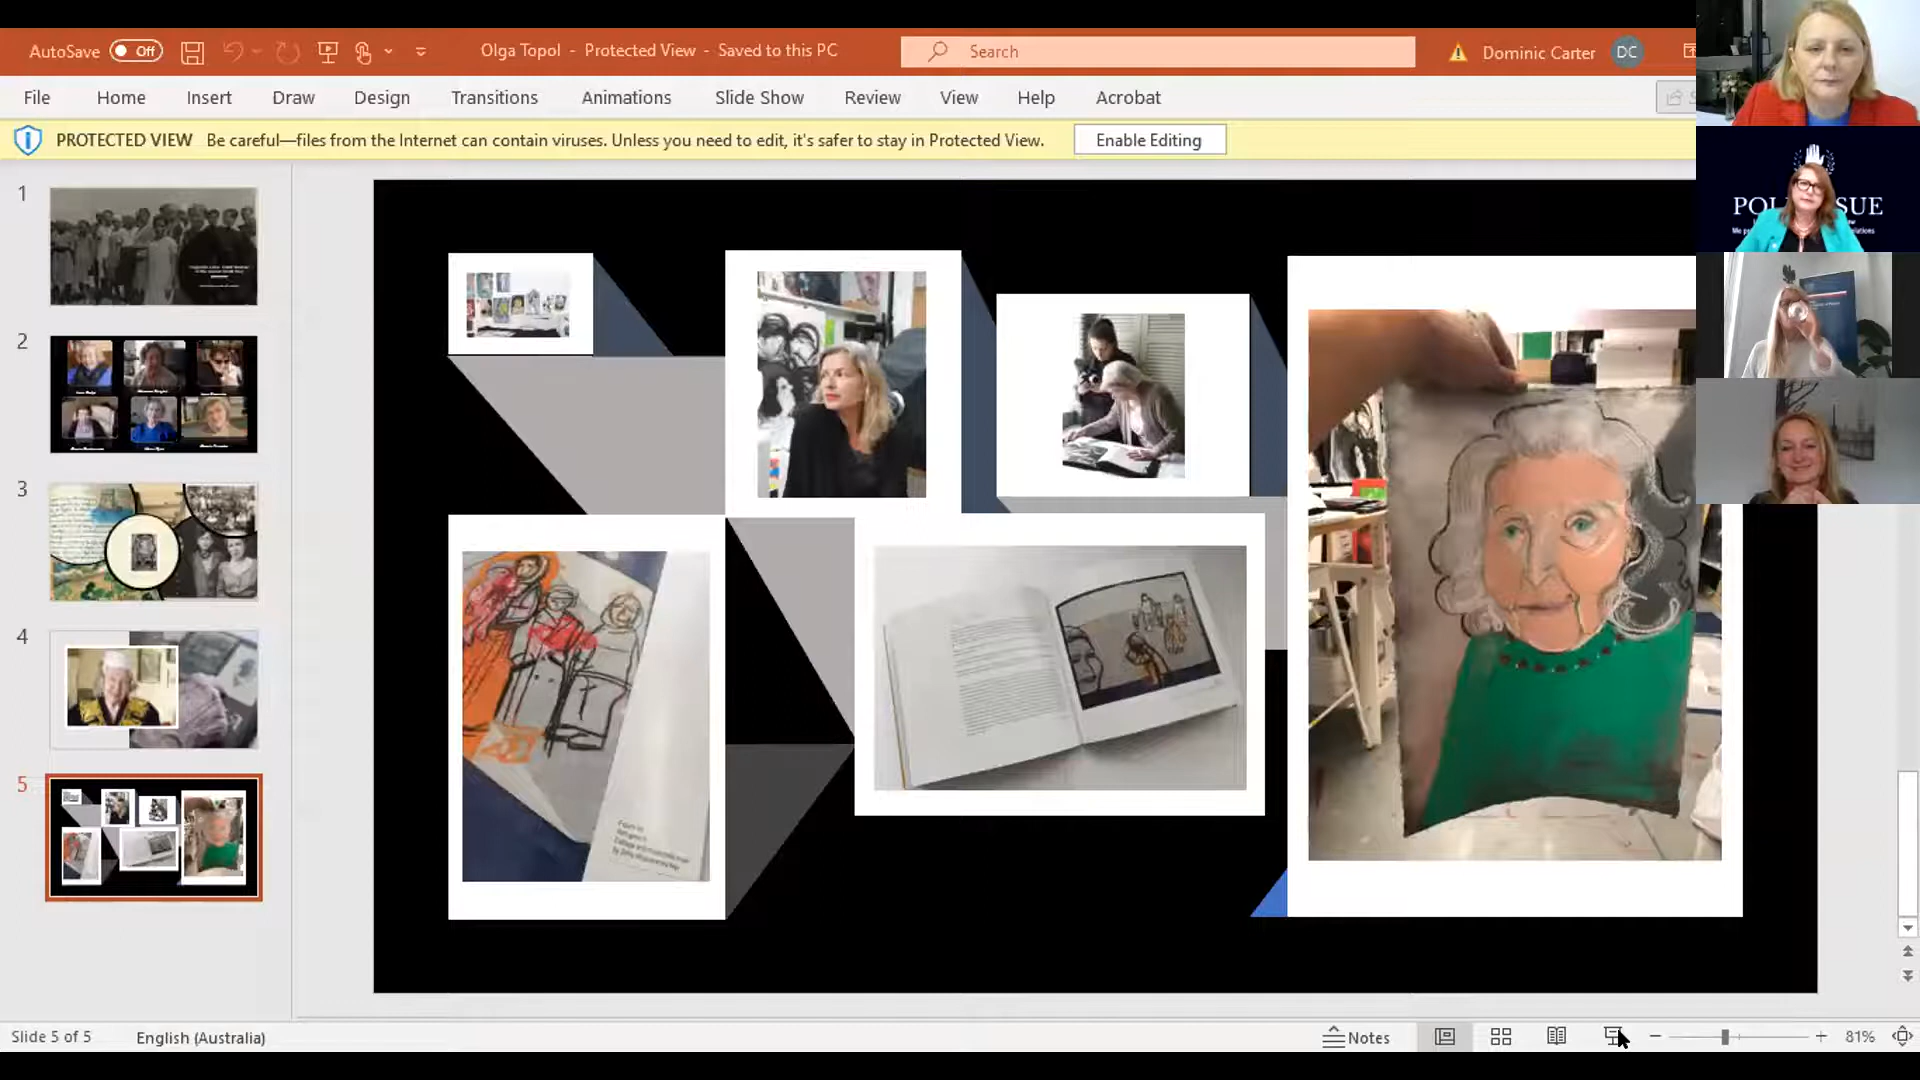 AutoSave Off
Olga Topol - Protected View - Saved to this PC
Search
Dominic Carter DC
File Home Insert Draw Design Transitions Animations Slide Show Review View Help Acrobat
PROTECTED VIEW Be careful—files from the Internet can contain viruses. Unless you need to edit, it's safer to stay in Protected View. Enable Editing
1
2
3
4
5
Slide 5 of 5 English (Australia) Notes 81%